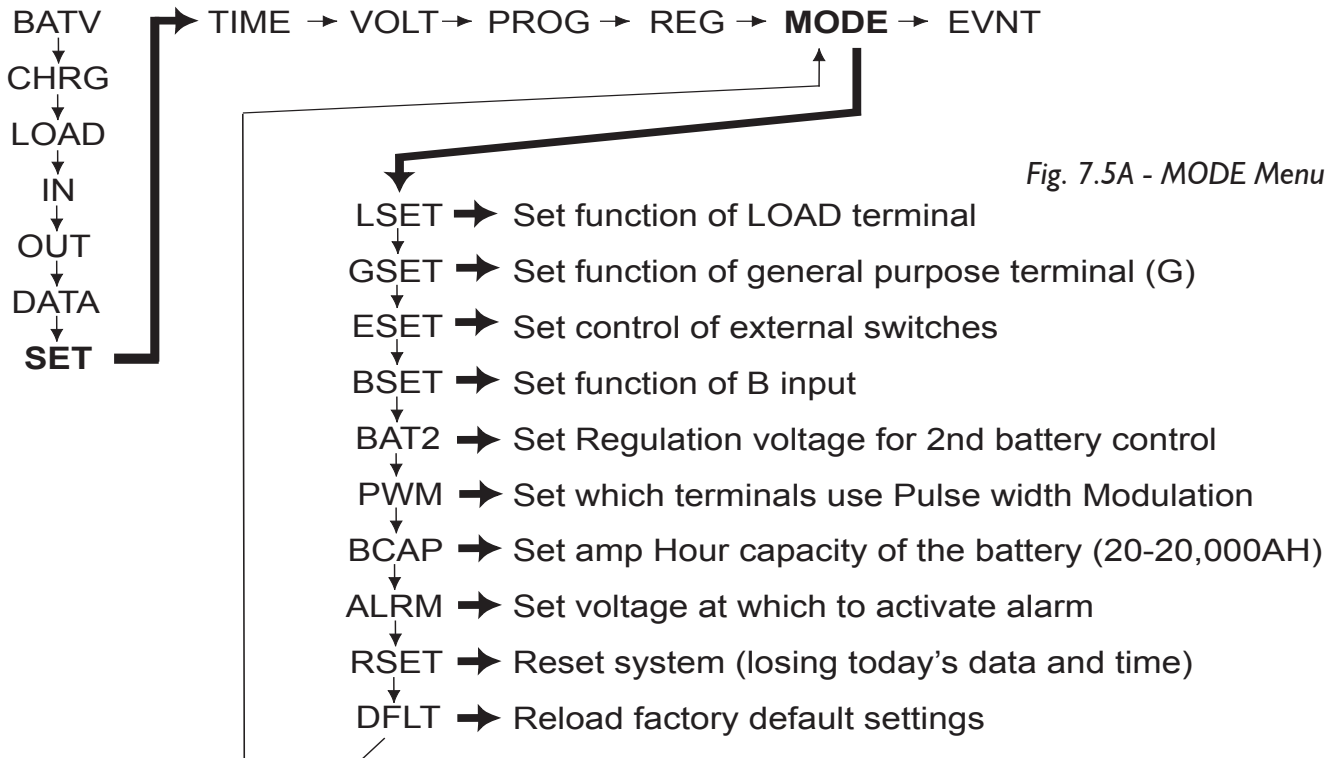 BATV
CHRG
LOAD
IN
OUT
DATA
SET
TIME VOLT PROG REG MODE EVNT
Fig. 7.5A - MODE Menu
LSET Set function of LOAD terminal
GSET Set function of general purpose terminal (G)
ESET Set control of external switches
BSET Set function of B input
BAT2 Set Regulation voltage for 2nd battery control
PWM Set which terminals use Pulse width Modulation
BCAP Set amp Hour capacity of the battery (20-20,000AH)
ALRM Set voltage at which to activate alarm
RSET Reset system (losing today's data and time)
DFLT Reload factory default settings